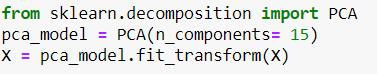 from sklearn.decomposition import PCA
pca_model = PCA(n_components= 15)
X = pca_model.fit_transform(X)